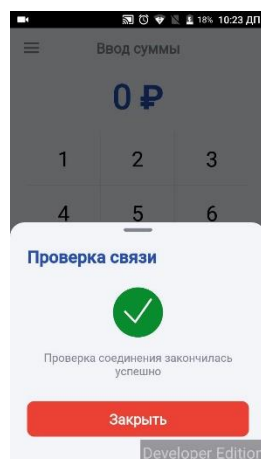 18% 10:23 ДП
Ввод суммы
0 ₽
1 2 3
4 5 6
Проверка связи
Проверка соединения закончилась
успешно
Закрыть
Developer Edition